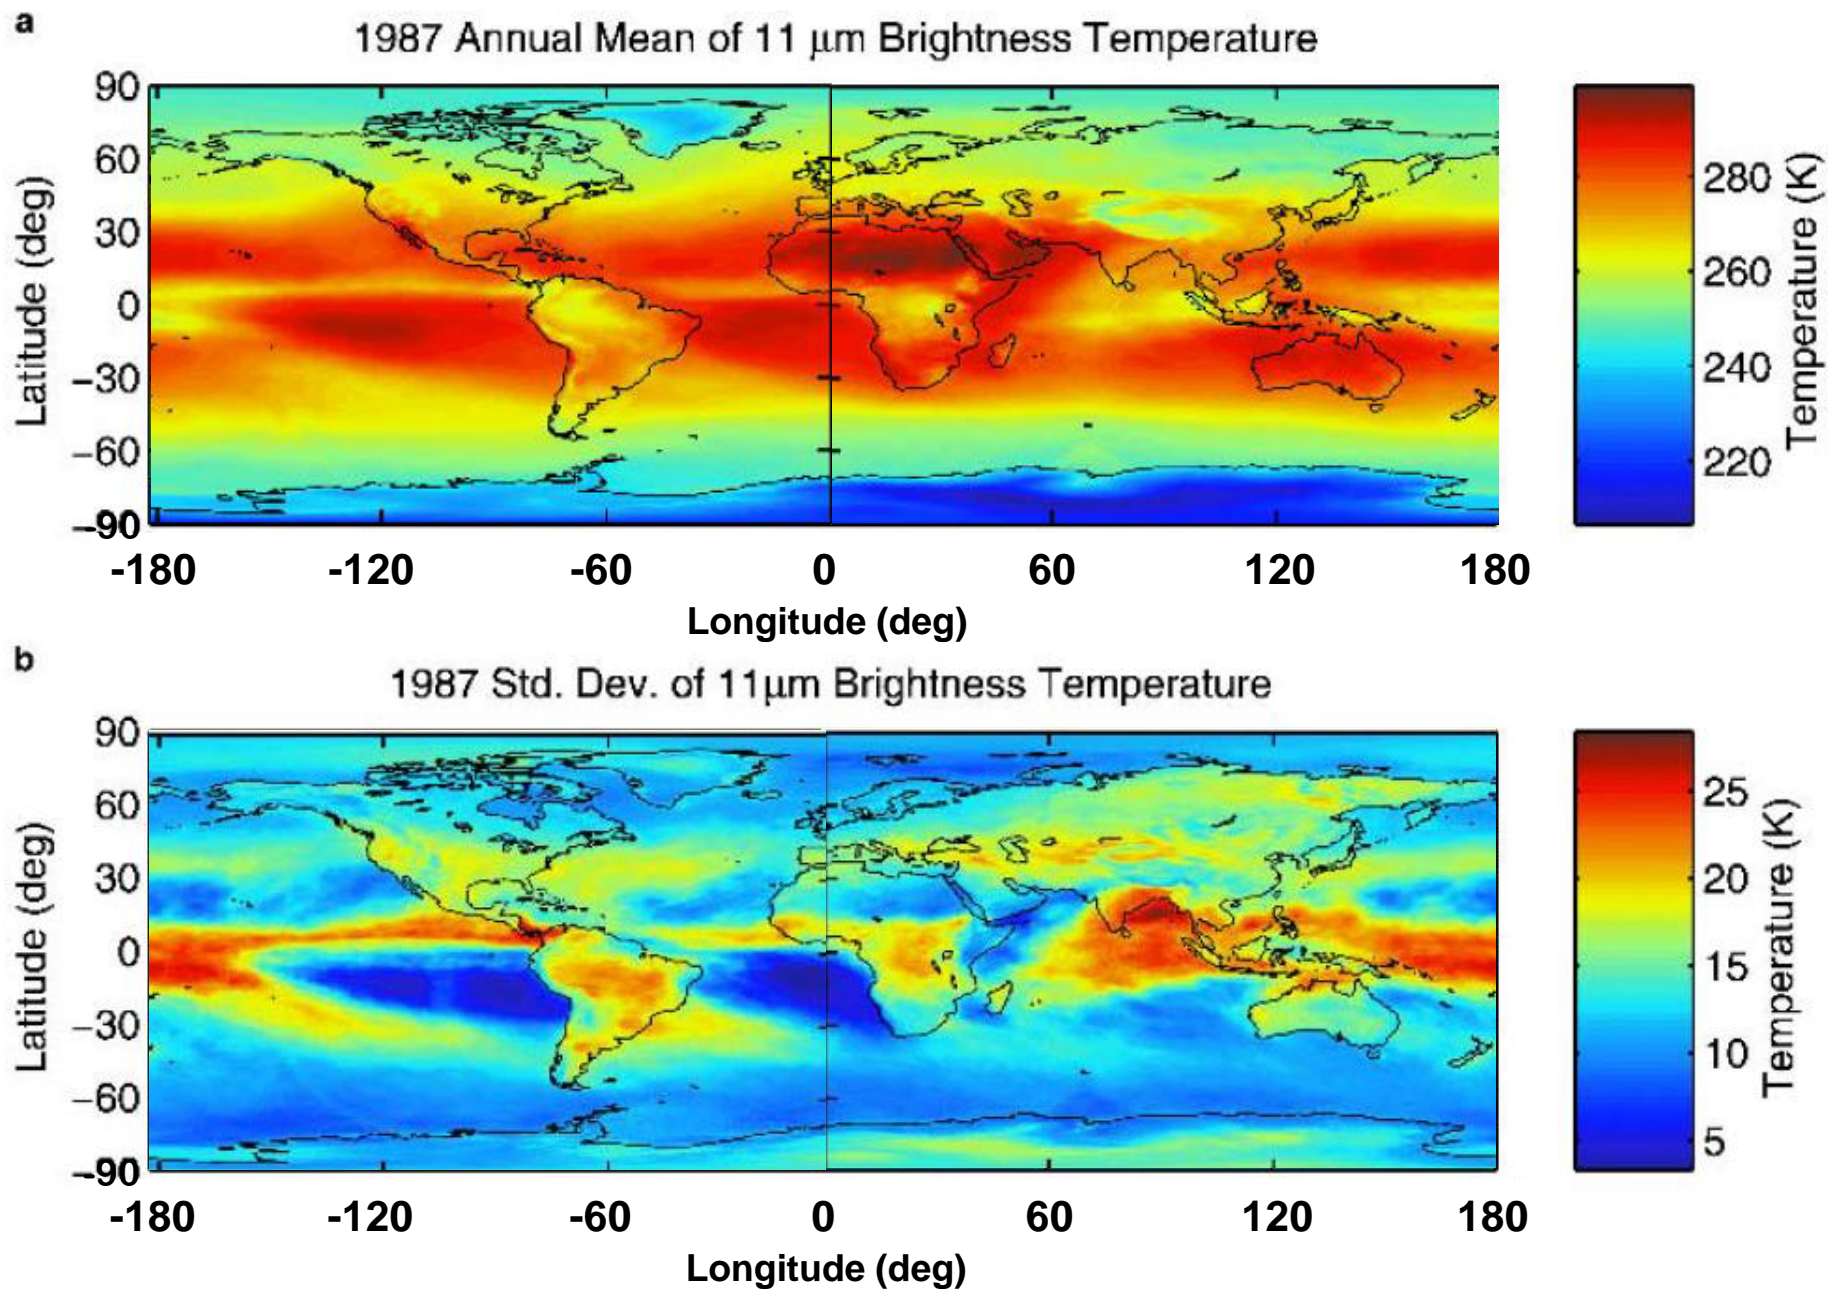 a
1987 Annual Mean of 11 μm Brightness Temperature
90
60
30
0
−30
−60
−90
Latitude (deg)
-180 -120 -60 0 60 120 180
Longitude (deg)
280
260
240
220
Temperature (K)
b
1987 Std. Dev. of 11μm Brightness Temperature
90
60
30
0
−30
−60
−90
Latitude (deg)
-180 -120 -60 0 60 120 180
Longitude (deg)
25
20
15
10
5
Temperature (K)